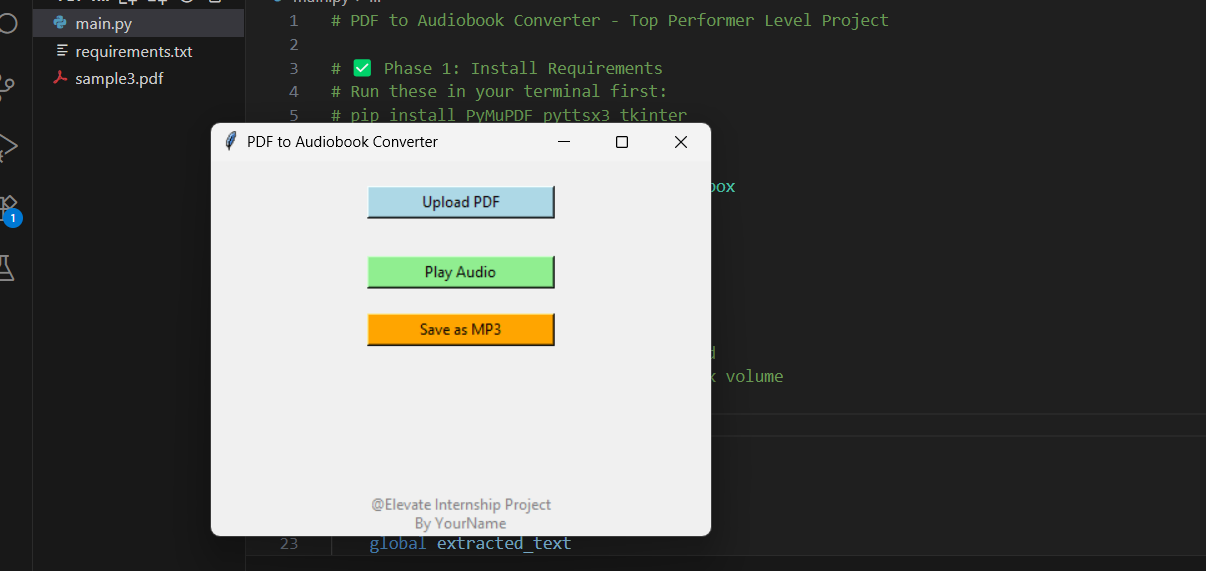 main.py
requirements.txt
sample3.pdf
1 # PDF to Audiobook Converter - Top Performer Level Project
2
3 # ✅ Phase 1: Install Requirements
4 # Run these in your terminal first:
5 # pip install PyMuPDF pyttsx3 tkinter
PDF to Audiobook Converter
Upload PDF
Play Audio
Save as MP3
volume
@Elevate Internship Project
By YourName
23 global extracted_text
1